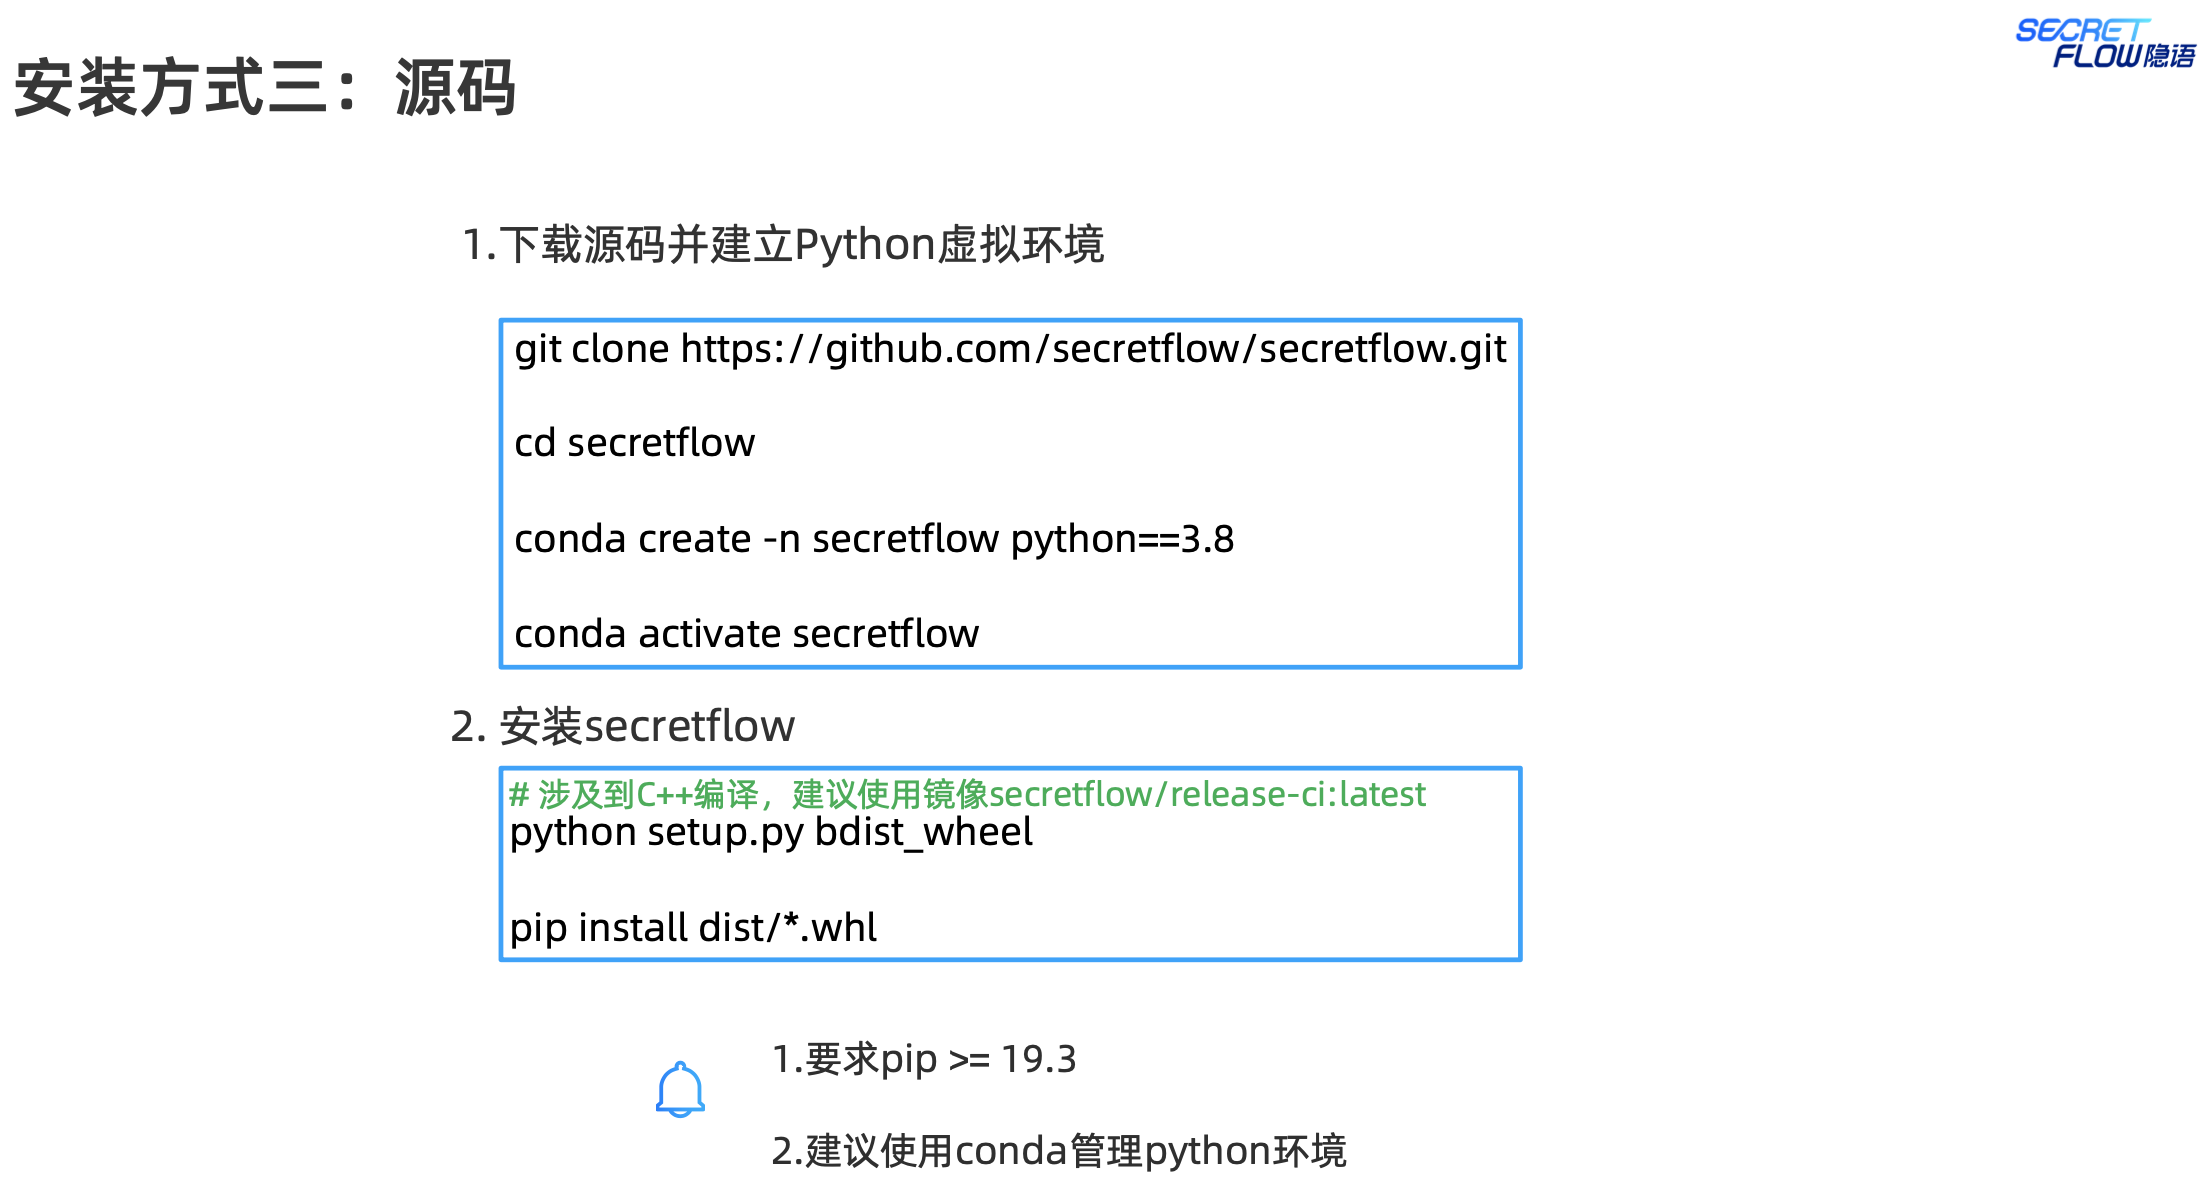 SECRET
FLOW隐语
安装方式三：源码
1.下载源码并建立Python虚拟环境
git clone https://github.com/secretflow/secretflow.git
cd secretflow
conda create -n secretflow python==3.8
conda activate secretflow
2. 安装secretflow
# 涉及到C++编译，建议使用镜像secretflow/release-ci:latest
python setup.py bdist_wheel
pip install dist/*.whl
1.要求pip >= 19.3
2.建议使用conda管理python环境